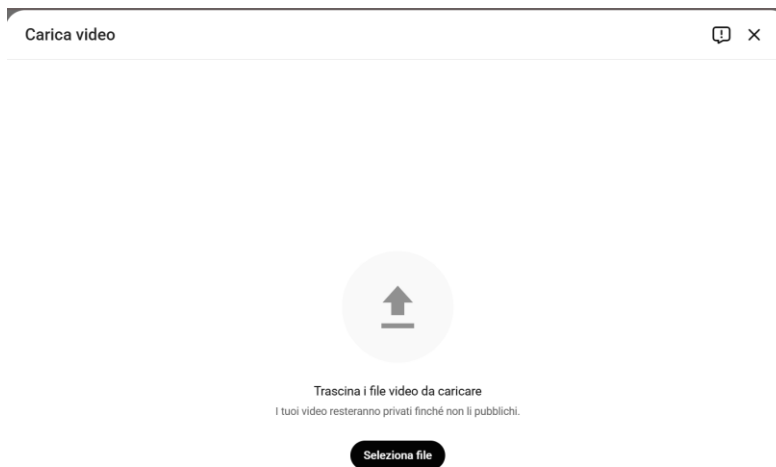 Carica video
Trascina i file video da caricare
I tuoi video resteranno privati finché non li pubblichi.
Seleziona file